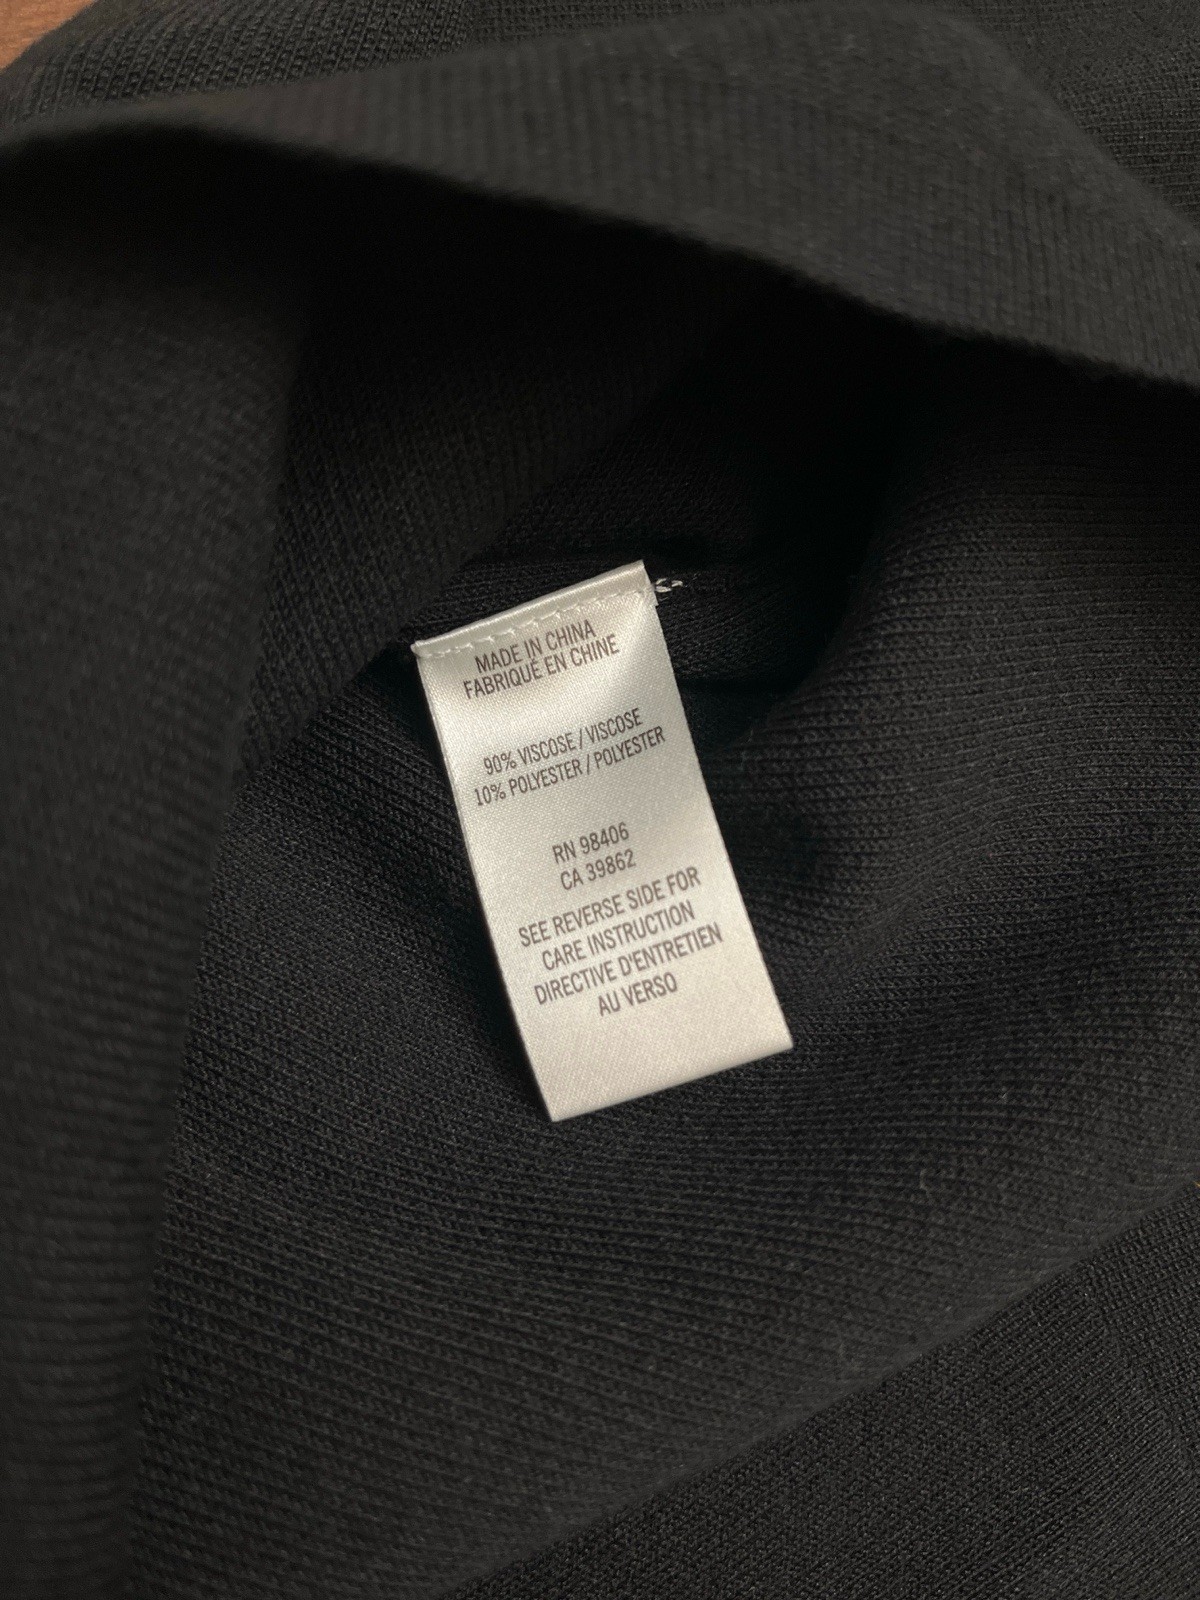 MADE IN CHINA
FABRIQUÉ EN CHINE
90% VISCOSE / VISCOSE
10% POLYESTER / POLYESTER
RN 98406
CA 39862
SEE REVERSE SIDE FOR
CARE INSTRUCTION
DIRECTIVE D'ENTRETIEN
AU VERSO